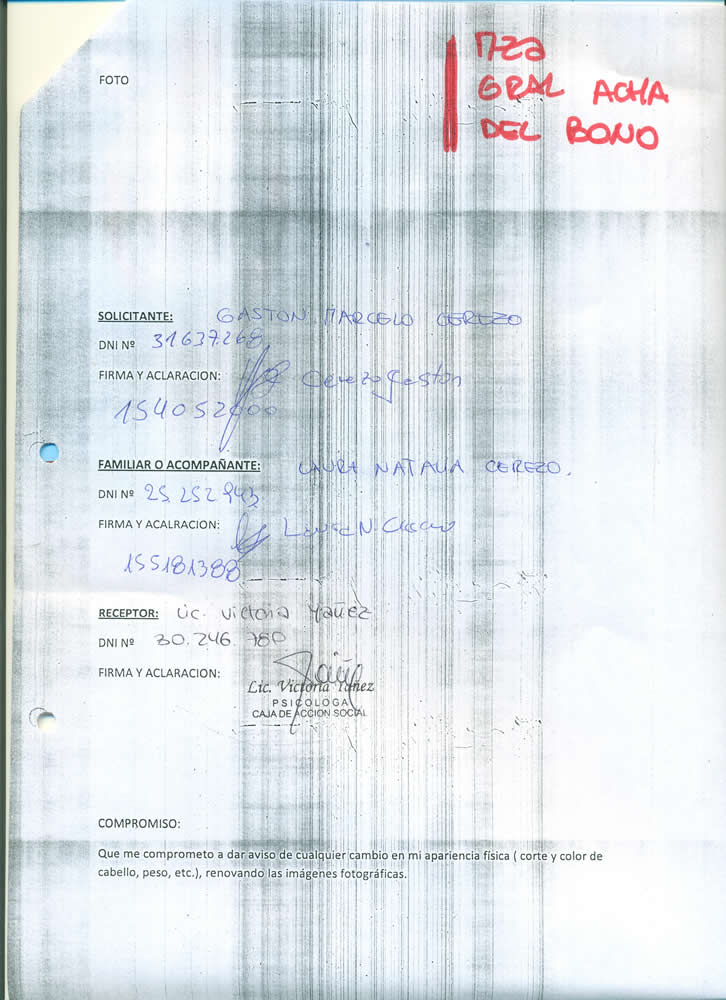 FOTO
Mza
GRAL ACHA
DEL BONO
SOLICITANTE: GASTON MARCELO CEREZO
DNI Nº 31637268
FIRMA Y ACLARACION: Cerezo Gaston
154052000
FAMILIAR O ACOMPAÑANTE: LAURA NATALIA CEREZO.
DNI Nº 25.252.943
FIRMA Y ACALRACION: Laura N. Cerezo
155181388
RECEPTOR: Lic. Victoria Yañez
DNI Nº 30.246.780
FIRMA Y ACLARACION:
Lic. Victoria Yañez
PSICOLOGA
CAJA DE ACCION SOCIAL
COMPROMISO:
Que me comprometo a dar aviso de cualquier cambio en mi apariencia física ( corte y color de
cabello, peso, etc.), renovando las imágenes fotográficas.